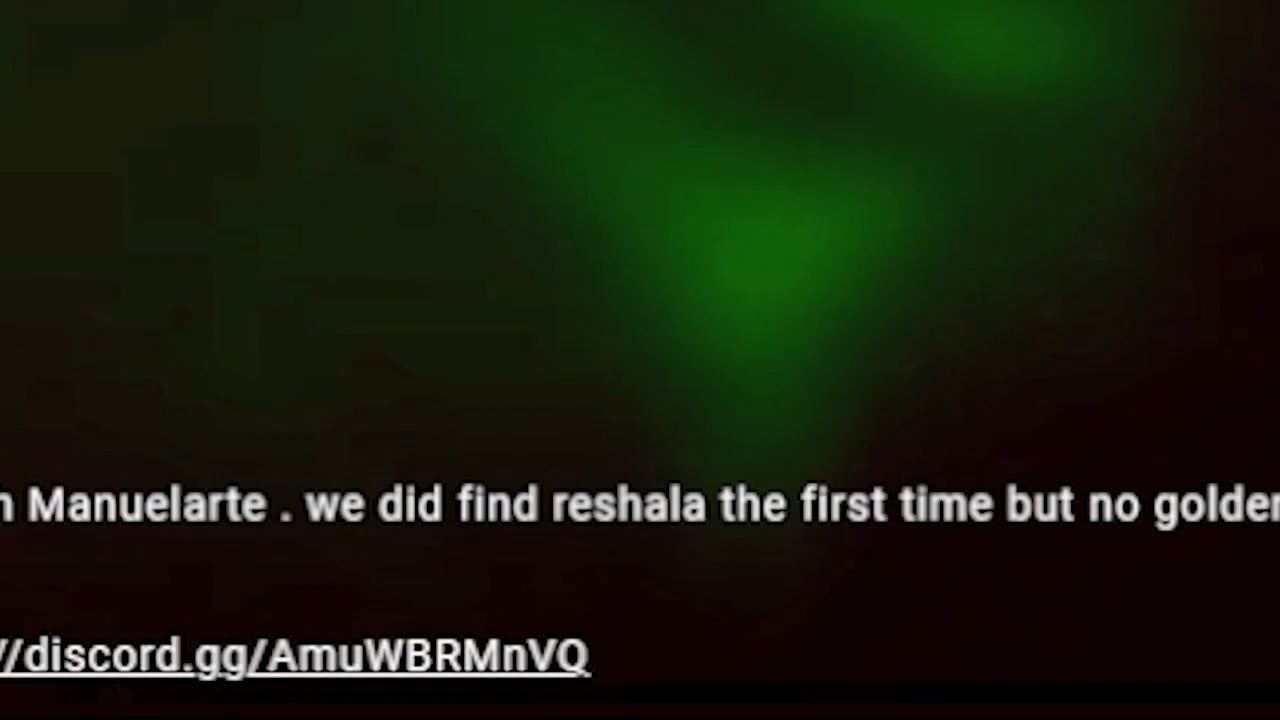 Manuelarte . we did find reshala the first time but no golden
//discord.gg/AmuWBRMnVQ